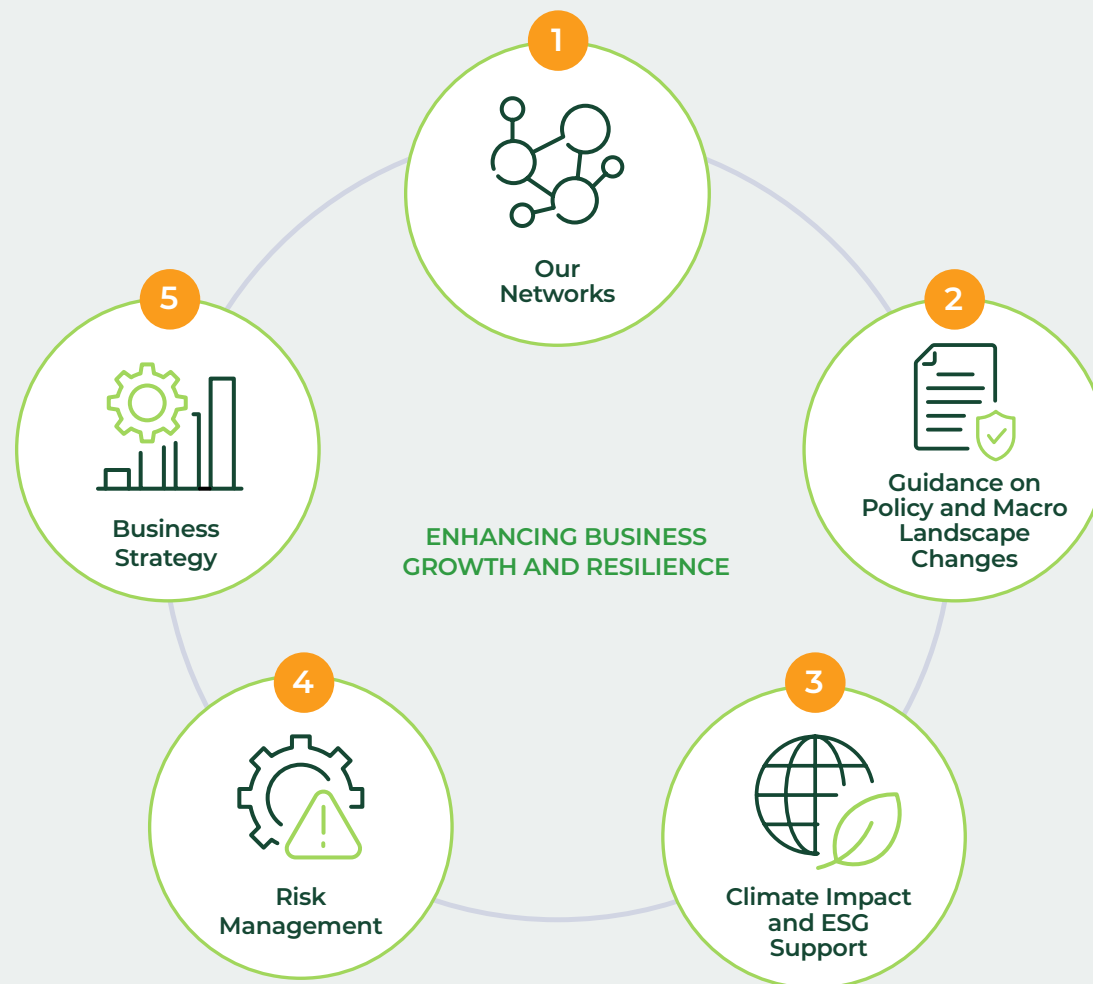 1
Our
Networks
2
Guidance on
Policy and Macro
Landscape
Changes
3
Climate Impact
and ESG
Support
4
Risk
Management
5
Business
Strategy
ENHANCING BUSINESS
GROWTH AND RESILIENCE